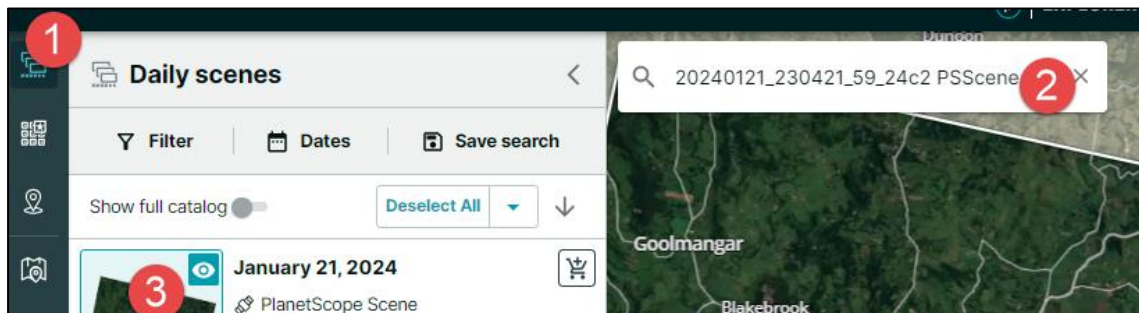 1
Dunoon
Daily scenes
20240121_230421_59_24c2 PSScene
2
Filter
Dates
Save search
Show full catalog
Deselect All
Goolmangar
January 21, 2024
3
PlanetScope Scene
Blakebrook